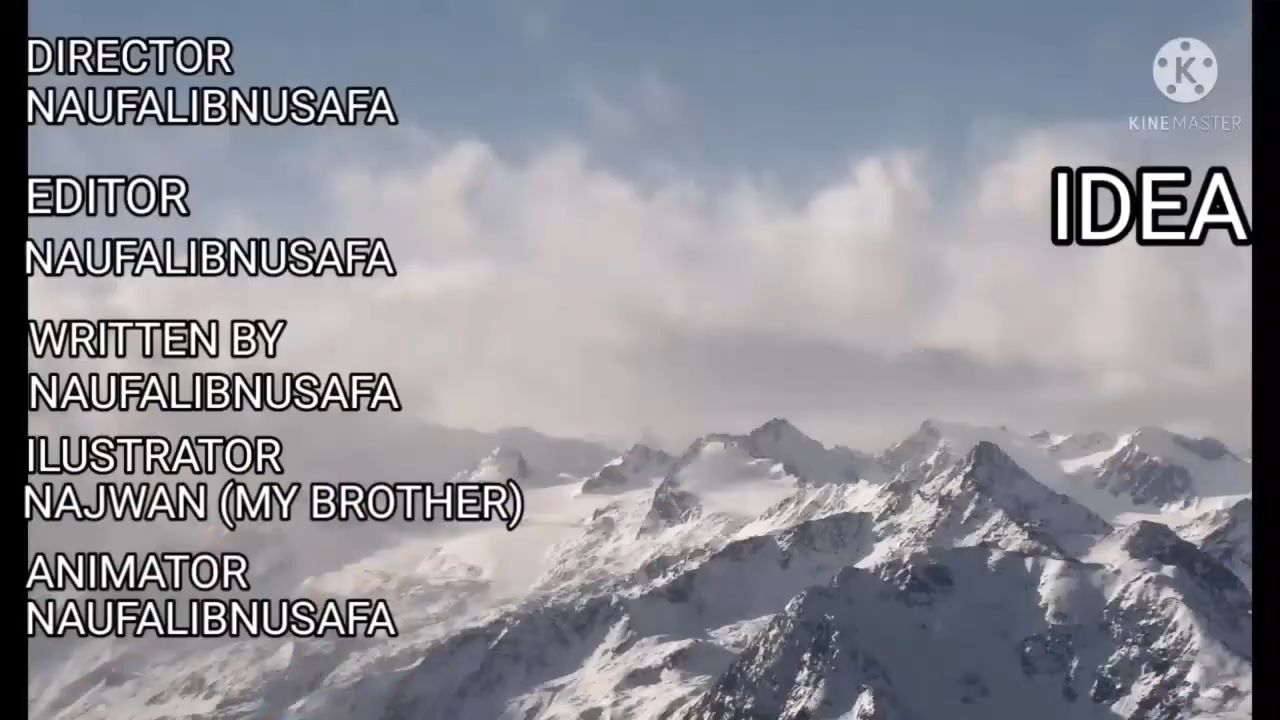 DIRECTOR
NAUFALIBNUSAFA
EDITOR
NAUFALIBNUSAFA
WRITTEN BY
NAUFALIBNUSAFA
ILUSTRATOR
NAJWAN (MY BROTHER)
ANIMATOR
NAUFALIBNUSAFA
K
KINEMASTER
IDEA